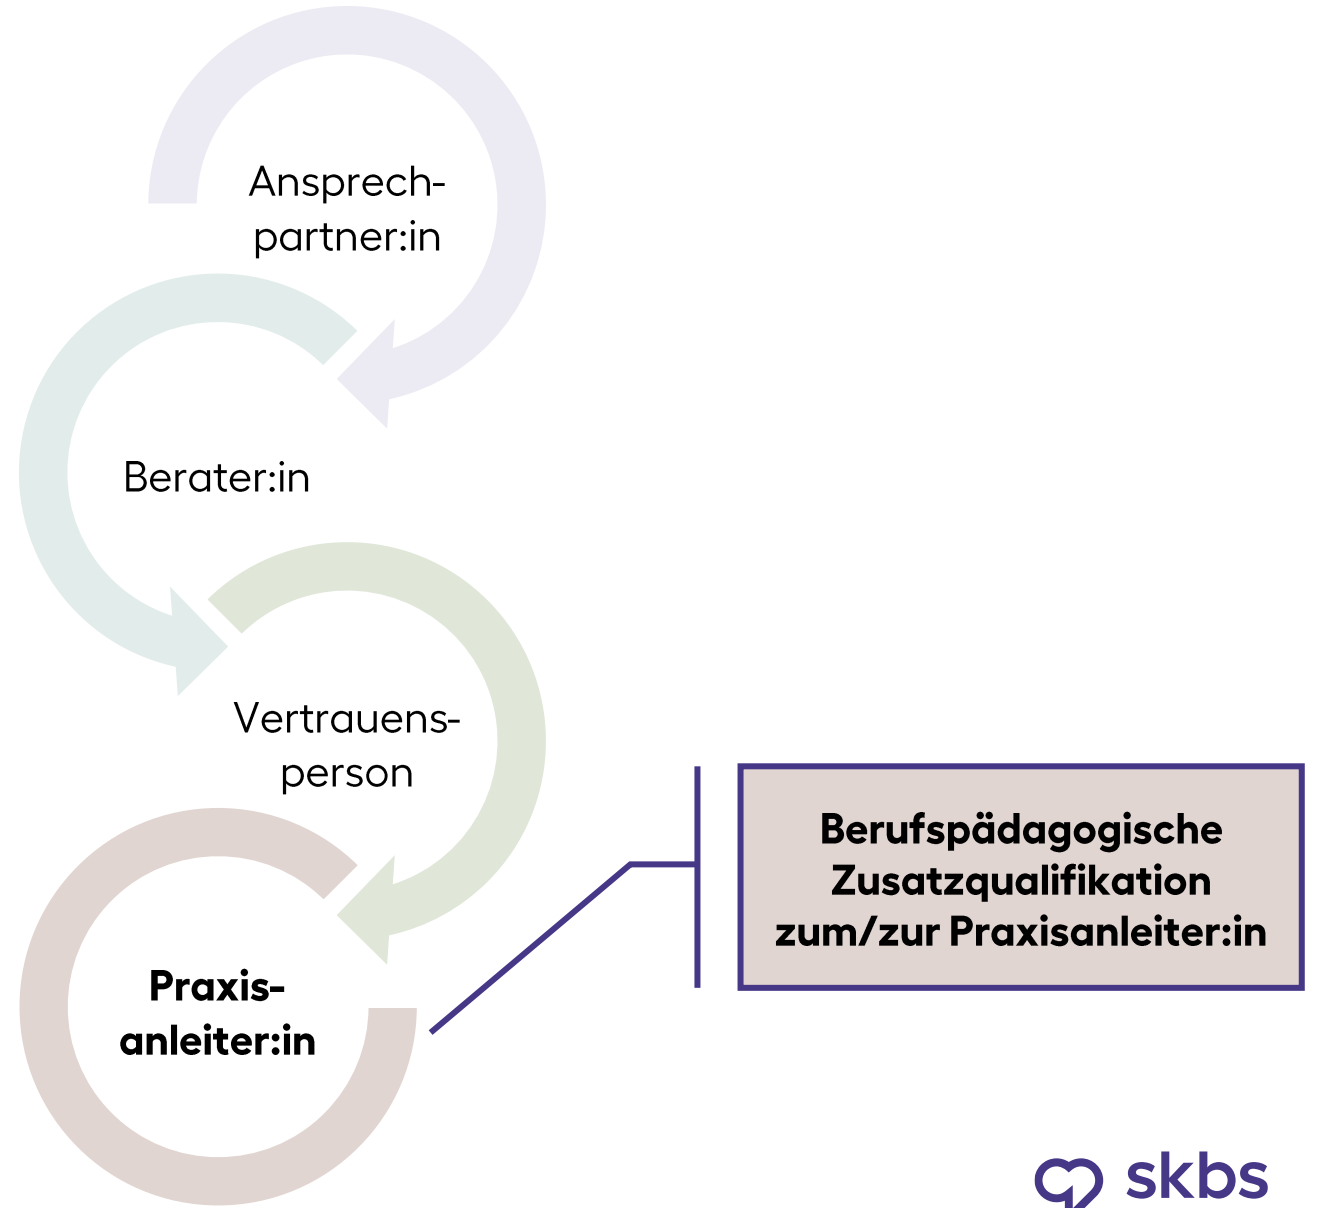 Ansprech-
partner:in
Berater:in
Vertrauens-
person
Praxis-
anleiter:in
Berufspädagogische
Zusatzqualifikation
zum/zur Praxisanleiter:in
skbs